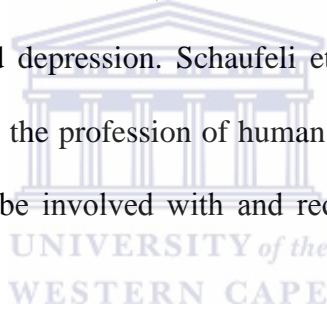 d depression. Schaufeli et
the profession of human
be involved with and rec
UNIVERSITY of the
WESTERN CAPE